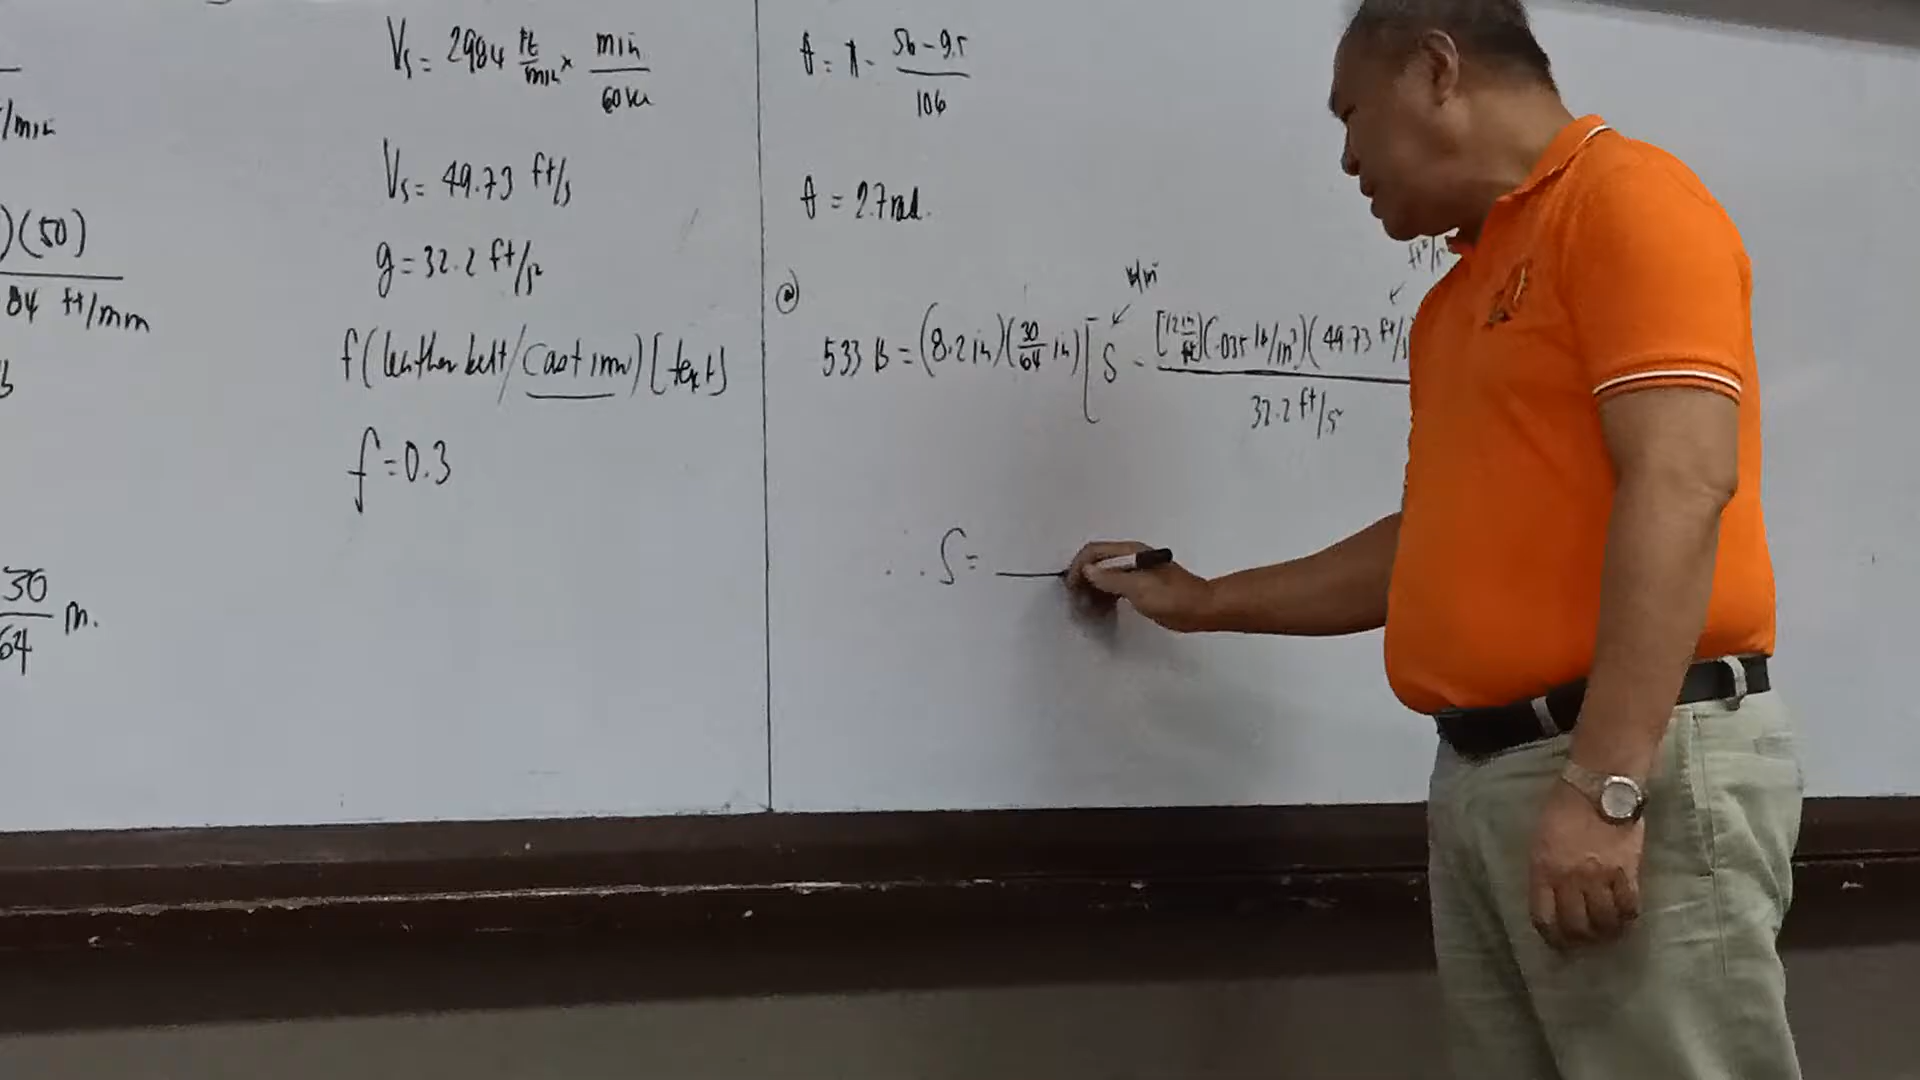 /min
)(50)
84 ft/min
b
30
64 in.
Vs = 2984 ft/min × min/60 sec
Vs = 49.73 ft/s
g = 32.2 ft/s²
f (leather belt/cast iron) [text]
f = 0.3
θ = π - 56-9.5/106
θ = 2.7 rad.
ⓐ
lb/in²
ft²/s²
533 lb = (8.2 in)(30/64 in)[S - [12 in/ft](.035 lb/in³)(49.73 ft/s
32.2 ft/s²
∴ S = ____